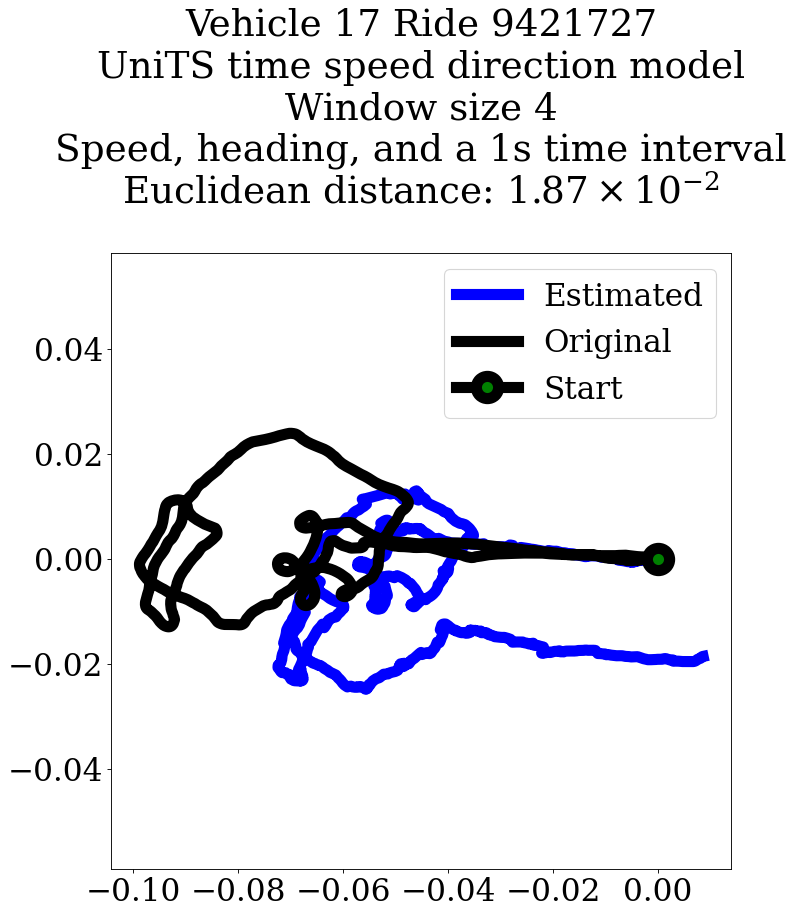 Vehicle 17 Ride 9421727
UniTS time speed direction model
Window size 4
Speed, heading, and a 1s time interval
Euclidean distance: 1.87 × 10⁻²
Estimated
Original
Start
0.04
0.02
0.00
−0.02
−0.04
−0.10 −0.08 −0.06 −0.04 −0.02 0.00